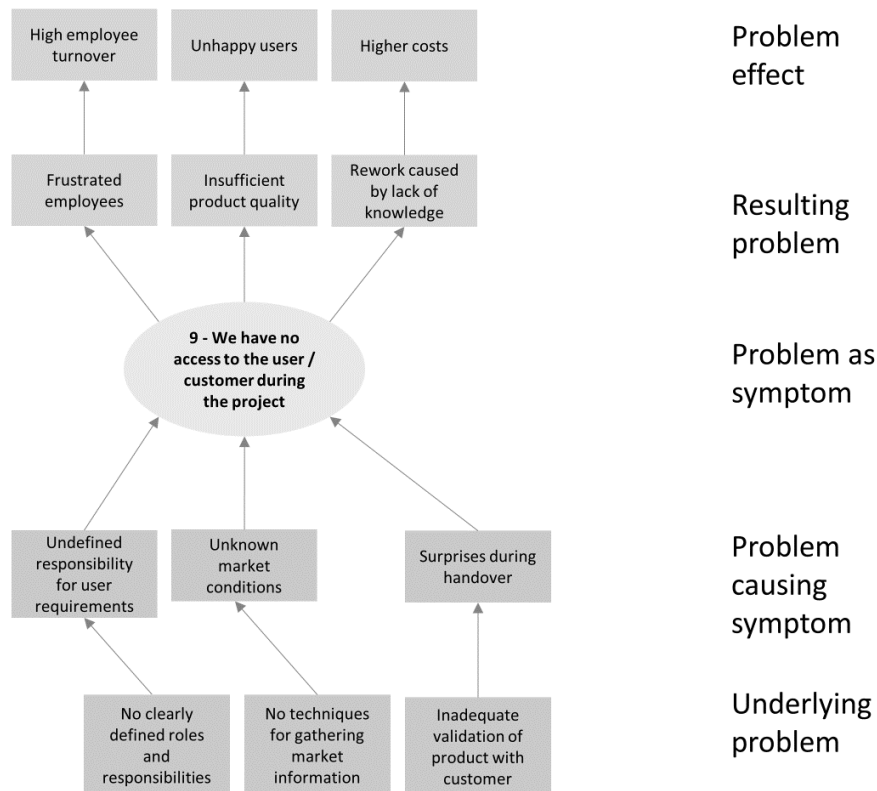 High employee
turnover
Unhappy users
Higher costs
Problem
effect
Frustrated
employees
Insufficient
product quality
Rework caused
by lack of
knowledge
Resulting
problem
9 - We have no
access to the user /
customer during
the project
Problem as
symptom
Undefined
responsibility
for user
requirements
Unknown
market
conditions
Surprises during
handover
Problem
causing
symptom
No clearly
defined roles
and
responsibilities
No techniques
for gathering
market
information
Inadequate
validation of
product with
customer
Underlying
problem